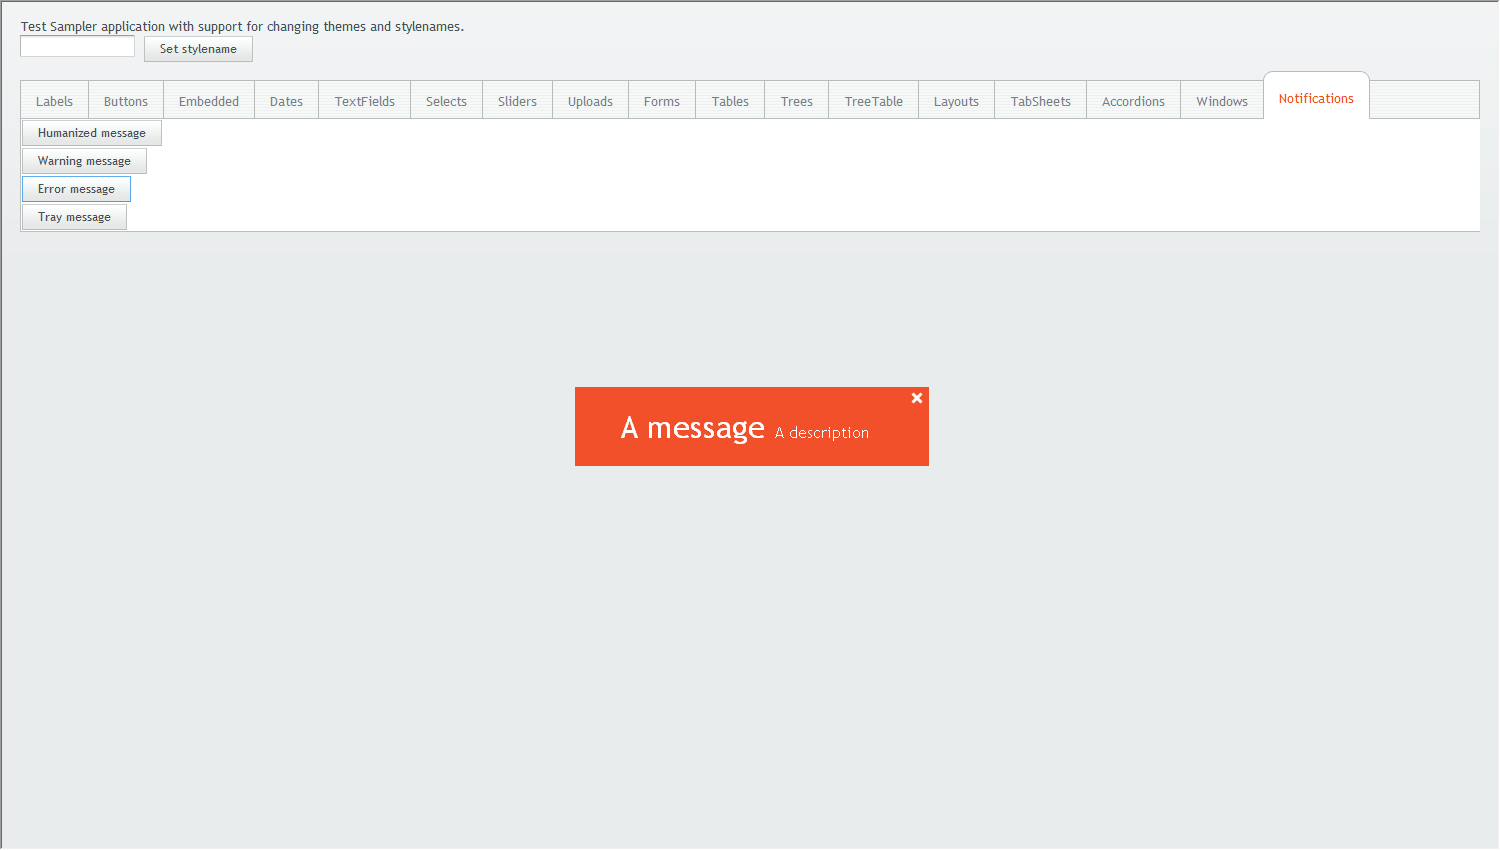 Test Sampler application with support for changing themes and stylenames.
Set stylename
Labels Buttons Embedded Dates TextFields Selects Sliders Uploads Forms Tables Trees TreeTable Layouts TabSheets Accordions Windows Notifications
Humanized message
Warning message
Error message
Tray message
A message A description